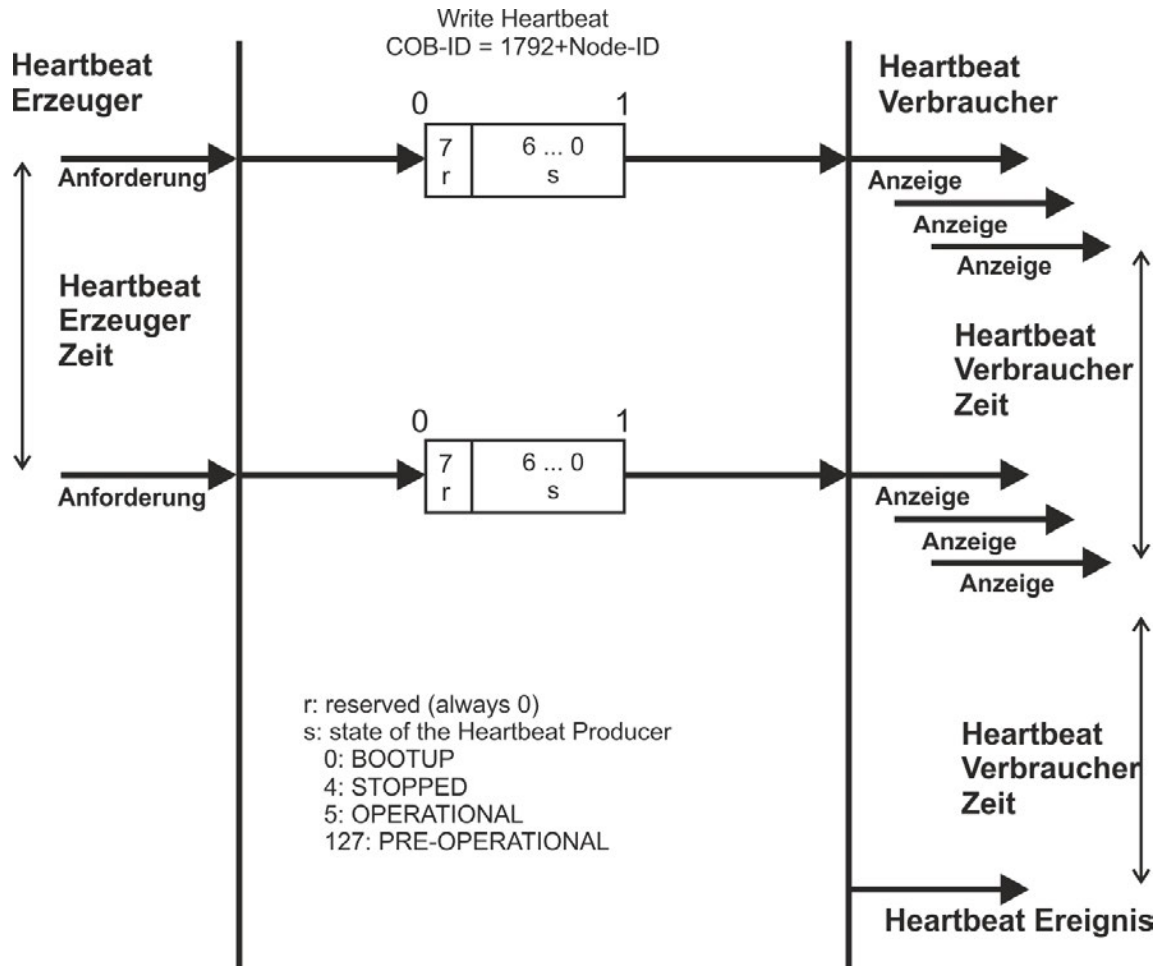 Write Heartbeat
COB-ID = 1792+Node-ID
Heartbeat
Erzeuger
Heartbeat
Verbraucher
0 1
7 6 ... 0
r s
Anforderung
Anzeige
Anzeige
Anzeige
Heartbeat
Erzeuger
Zeit
Heartbeat
Verbraucher
Zeit
0 1
7 6 ... 0
r s
Anforderung
Anzeige
Anzeige
Anzeige
r: reserved (always 0)
s: state of the Heartbeat Producer
0: BOOTUP
4: STOPPED
5: OPERATIONAL
127: PRE-OPERATIONAL
Heartbeat
Verbraucher
Zeit
Heartbeat Ereignis